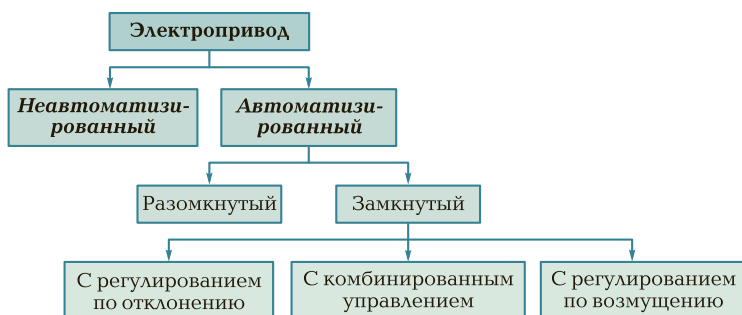 Электропривод
Неавтоматизи-
рованный
Автоматизи-
рованный
Разомкнутый
Замкнутый
С регулированием
по отклонению
С комбинированным
управлением
С регулированием
по возмущению